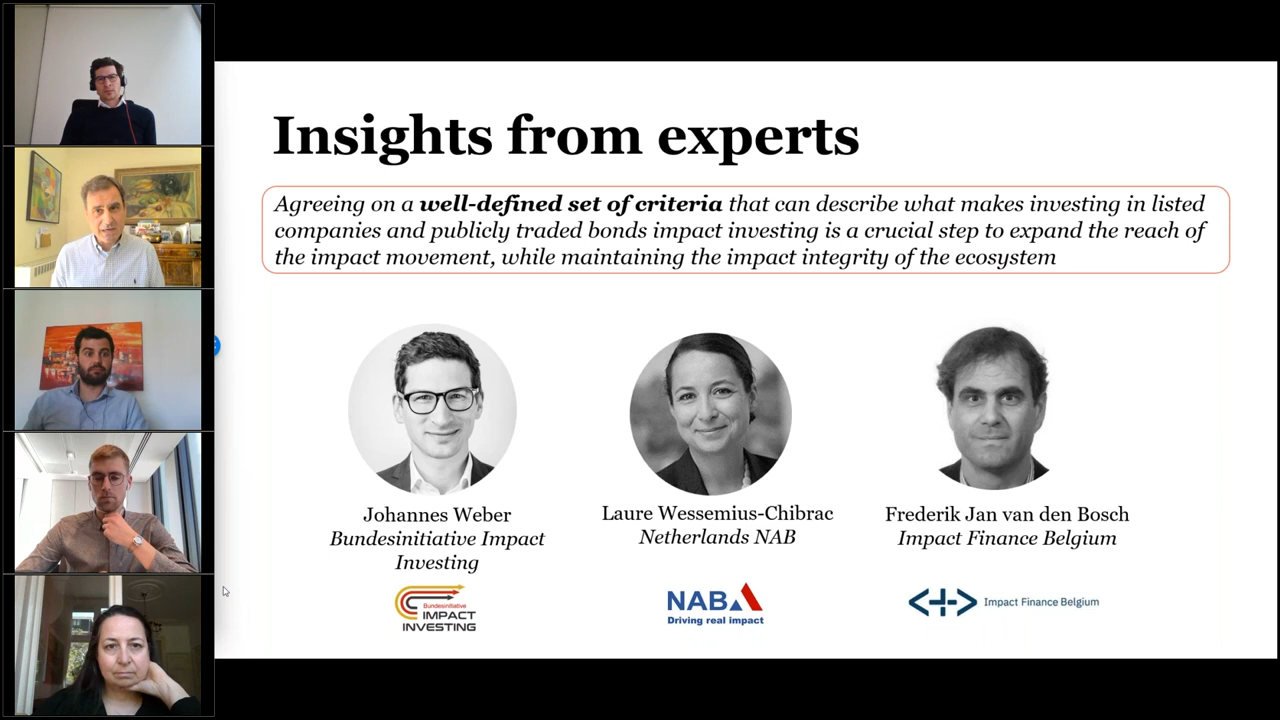 Insights from experts
Agreeing on a well-defined set of criteria that can describe what makes investing in listed
companies and publicly traded bonds impact investing is a crucial step to expand the reach of
the impact movement, while maintaining the impact integrity of the ecosystem
Johannes Weber
Bundesinitiative Impact
Investing
Laure Wessemius-Chibrac
Netherlands NAB
Frederik Jan van den Bosch
Impact Finance Belgium
Bundesinitiative
IMPACT
INVESTING
NAB
Driving real impact
Impact Finance Belgium